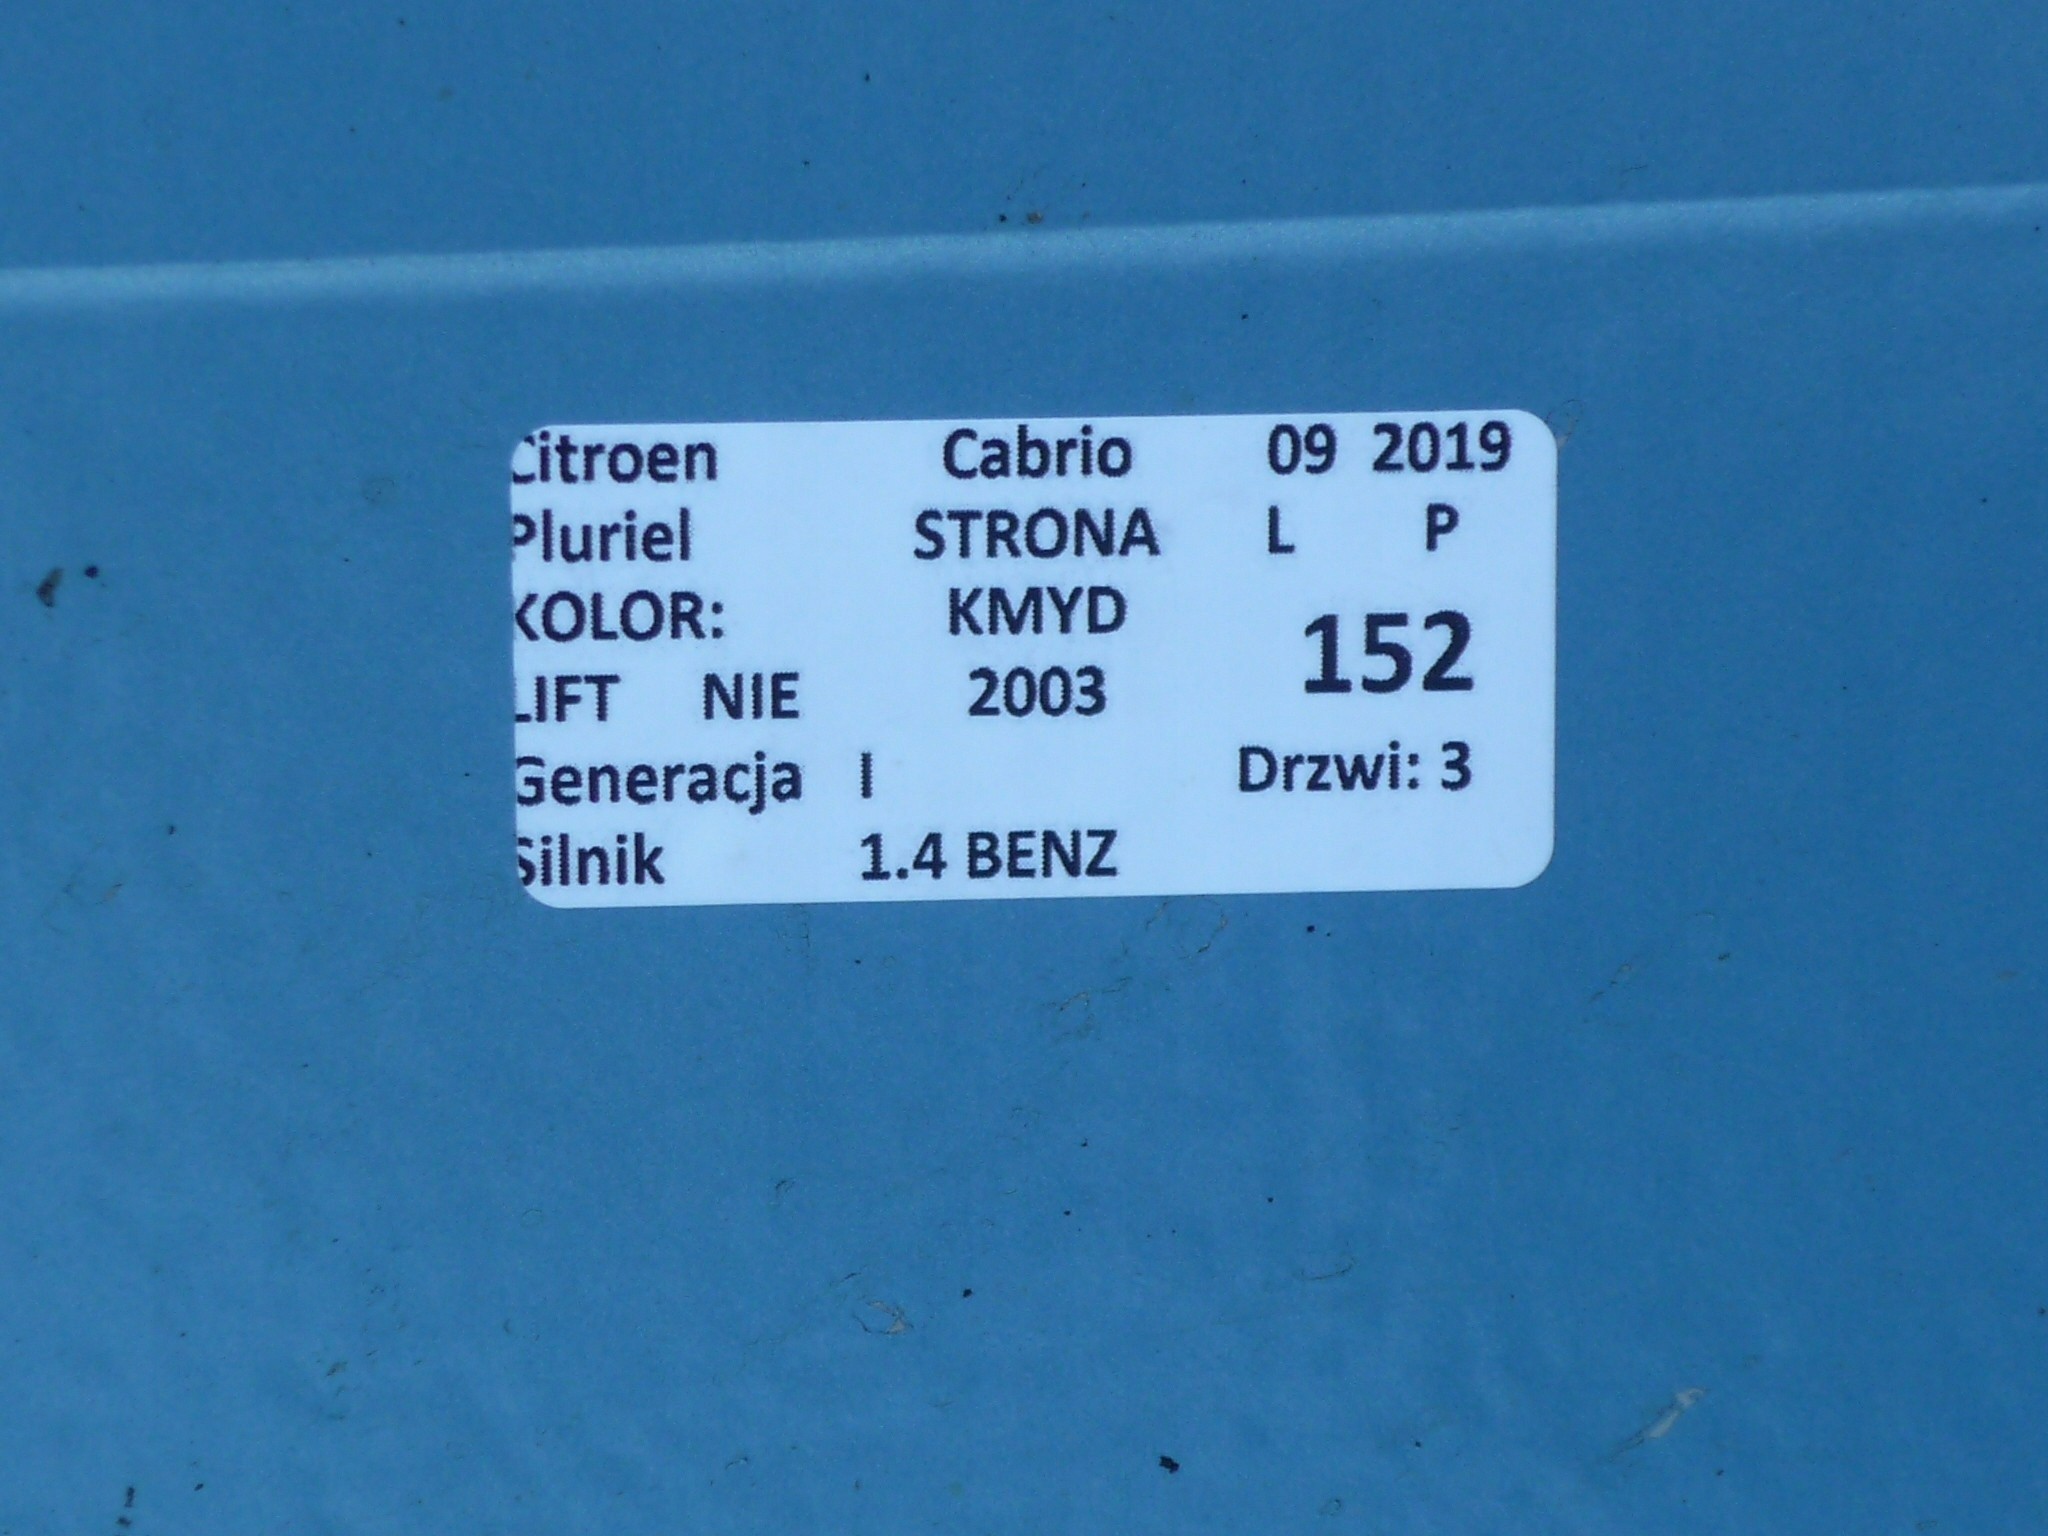 Citroen Cabrio 09 2019
Pluriel STRONA L P
KOLOR: KMYD 152
LIFT NIE 2003
Generacja I Drzwi: 3
Silnik 1.4 BENZ